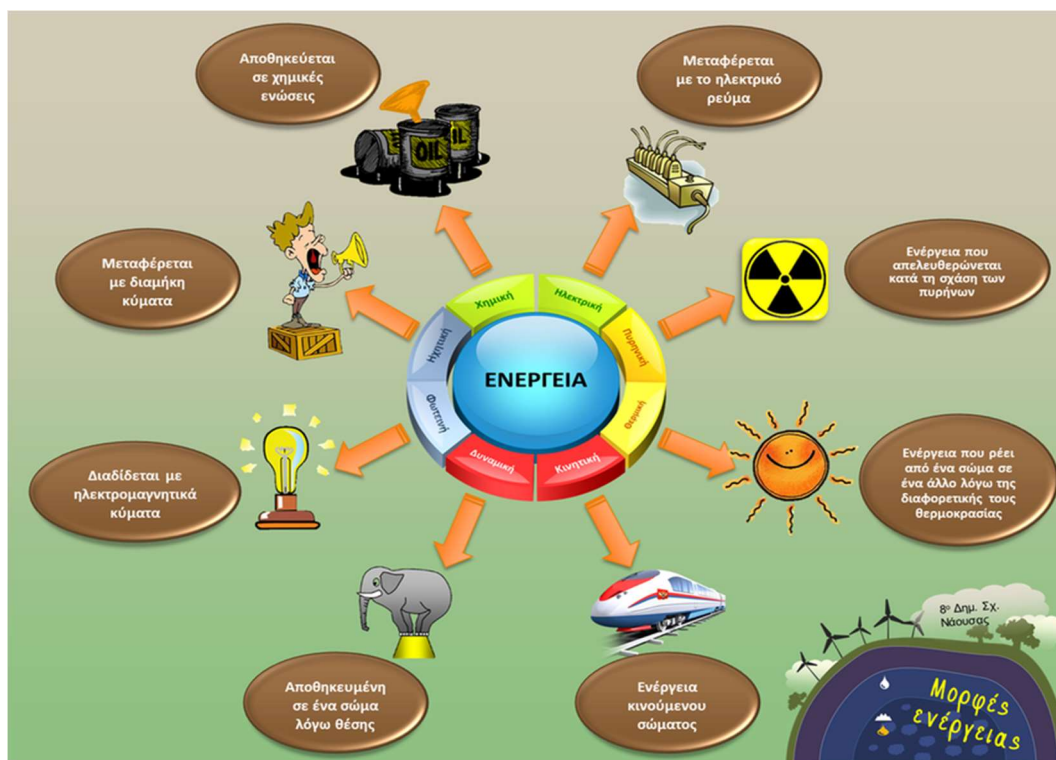 Αποθηκεύεται
σε χημικές
ενώσεις
Μεταφέρεται
με το ηλεκτρικό
ρεύμα
OIL
OIL
Μεταφέρεται
με διαμήκη
κύματα
Ενέργεια που
απελευθερώνεται
κατά τη σχάση των
πυρήνων
Χημική
Ηλεκτρική
Ηχητική
Πυρηνική
ΕΝΕΡΓΕΙΑ
Φωτεινή
Θερμική
Δυναμική
Κινητική
Διαδίδεται με
ηλεκτρομαγνητικά
κύματα
Ενέργεια που ρέει
από ένα σώμα σε
ένα άλλο λόγω της
διαφορετικής τους
θερμοκρασίας
Αποθηκευμένη
σε ένα σώμα
λόγω θέσης
Ενέργεια
κινούμενου
σώματος
8ο Δημ. Σχ.
Νάουσας
Μορφές
ενέργειας